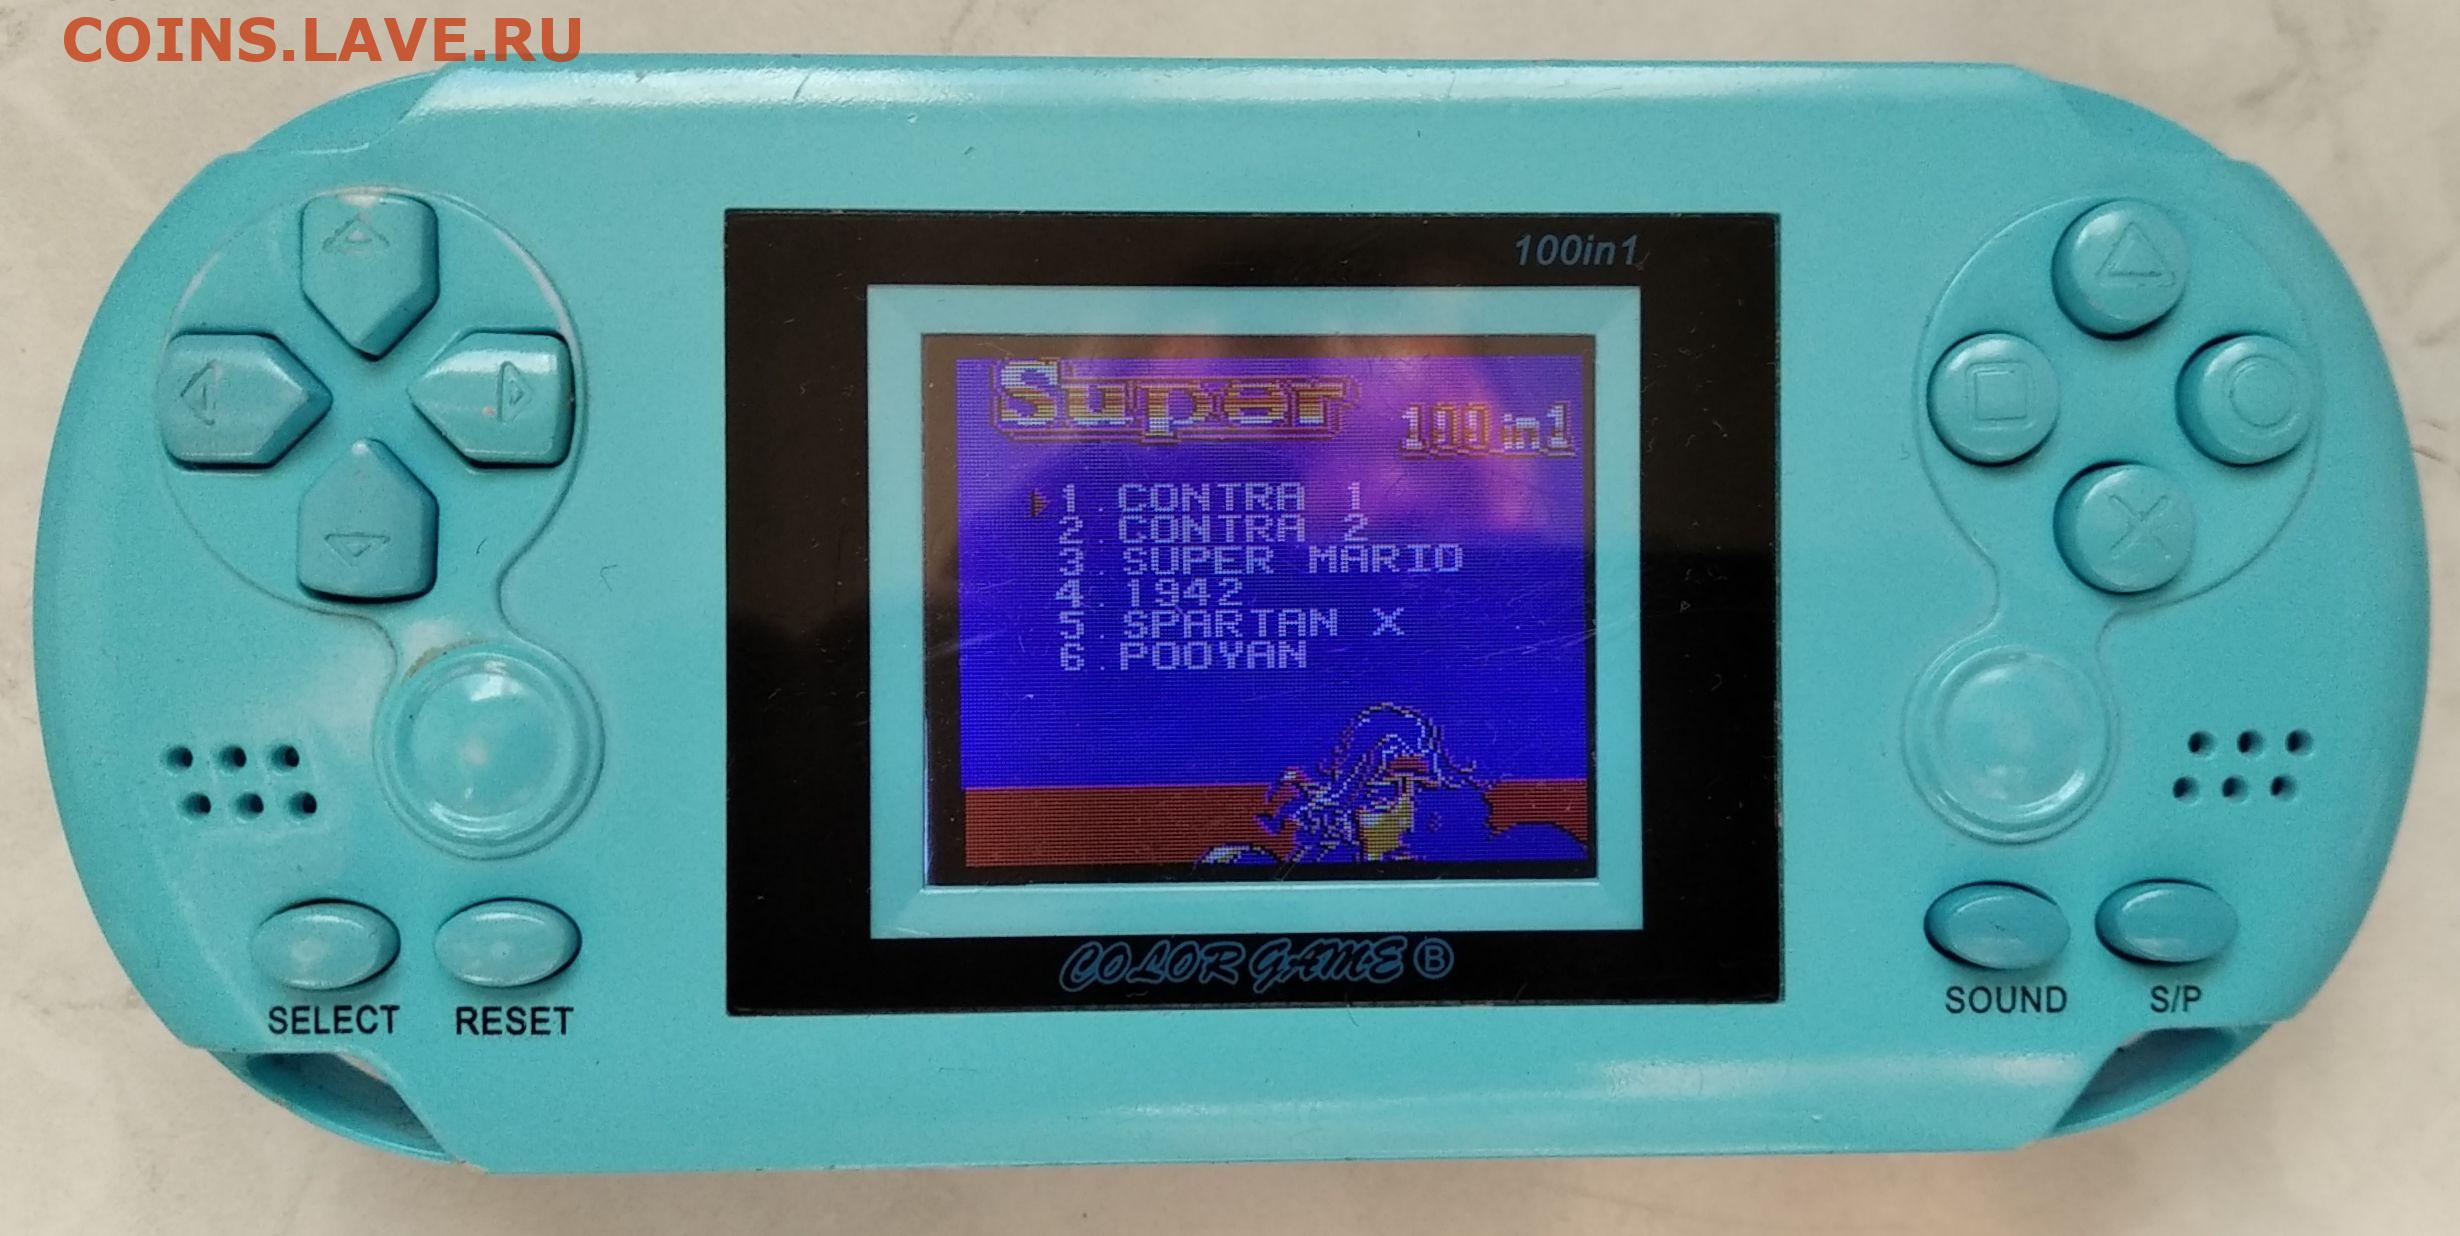 COINS.LAVE.RU
100in1
Super
100in1
1. CONTRA 1
2. CONTRA 2
3. SUPER MARIO
4. 1942
5. SPARTAN X
6. POOYAN
COLOR GAME ®
SELECT
RESET
SOUND
S/P